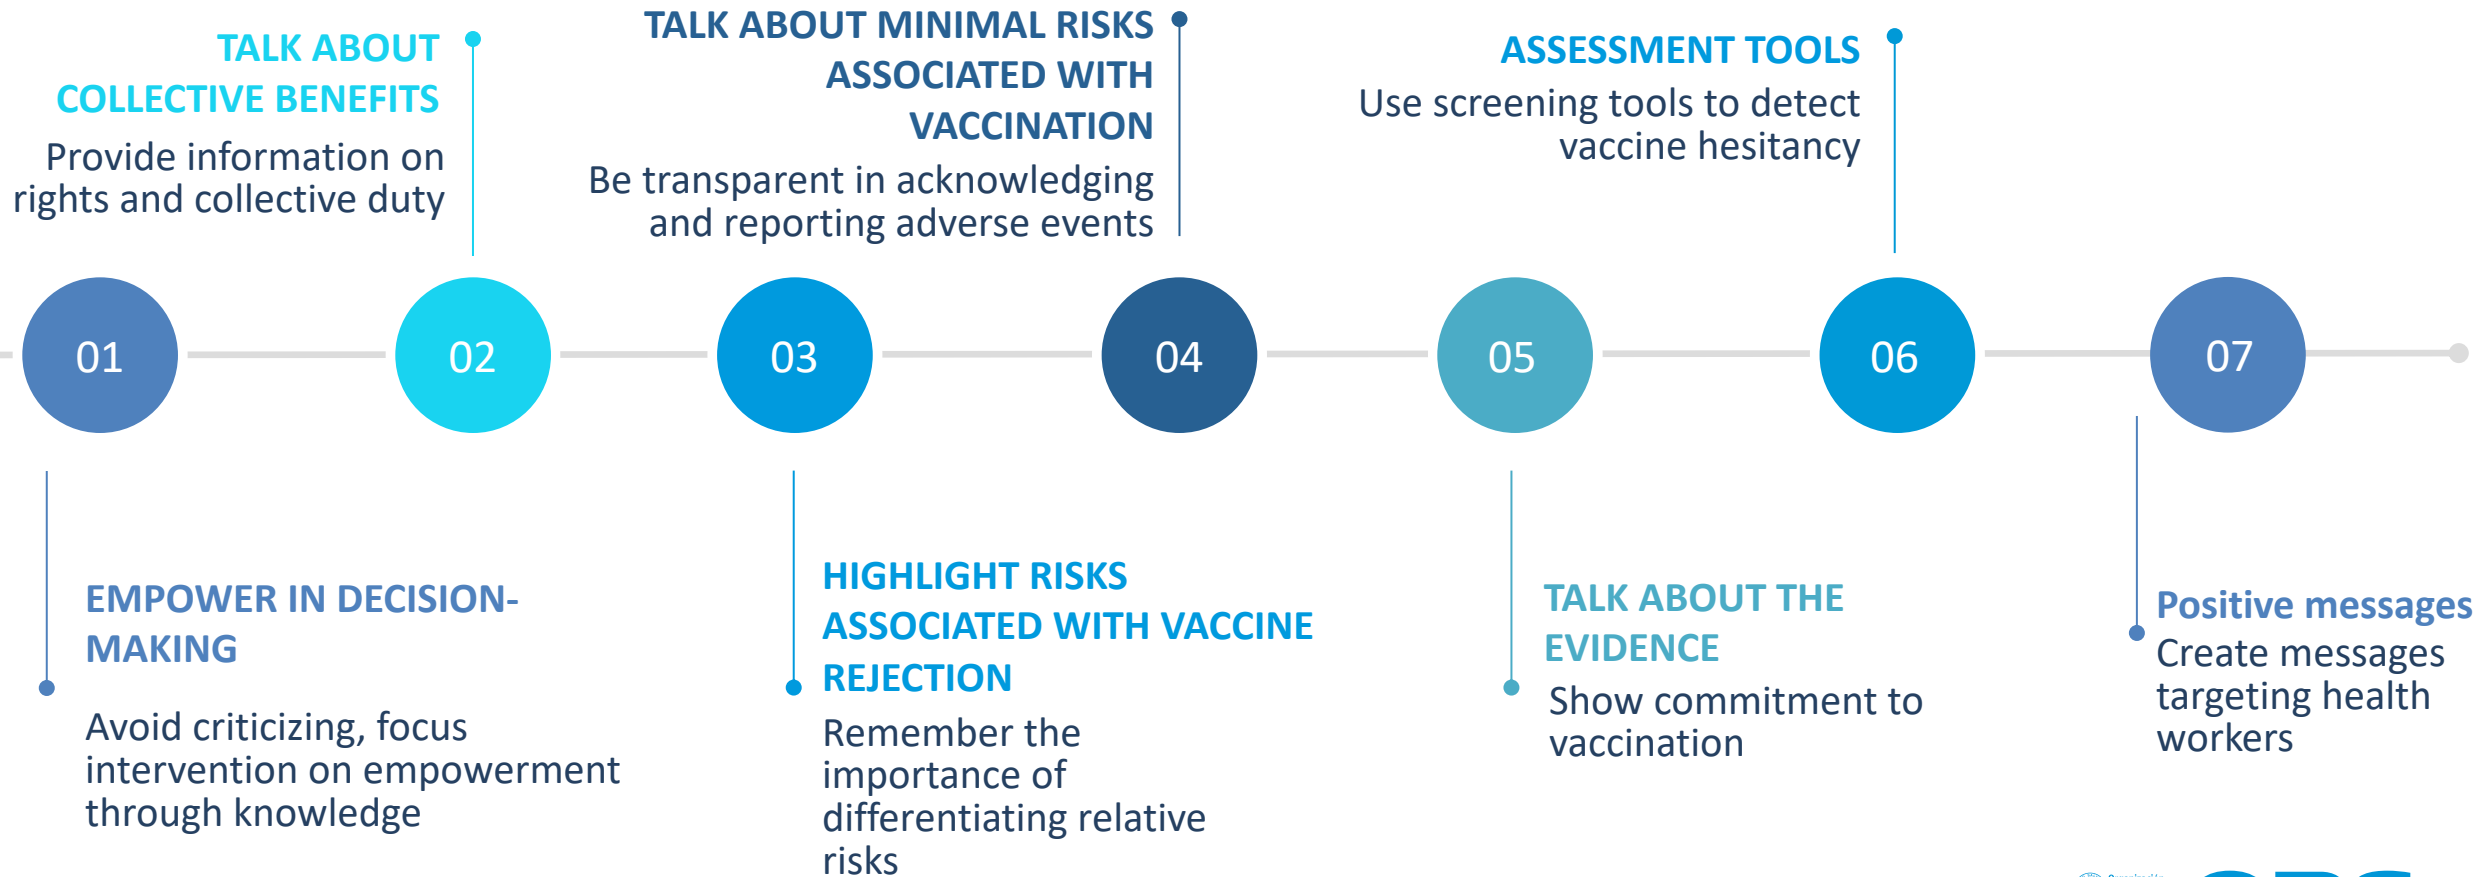 TALK ABOUT
COLLECTIVE BENEFITS
Provide information on
rights and collective duty
TALK ABOUT MINIMAL RISKS
ASSOCIATED WITH
VACCINATION
Be transparent in acknowledging
and reporting adverse events
ASSESSMENT TOOLS
Use screening tools to detect
vaccine hesitancy
01
02
03
04
05
06
07
EMPOWER IN DECISION-
MAKING
Avoid criticizing, focus
intervention on empowerment
through knowledge
HIGHLIGHT RISKS
ASSOCIATED WITH VACCINE
REJECTION
Remember the
importance of
differentiating relative
risks
TALK ABOUT THE
EVIDENCE
Show commitment to
vaccination
Positive messages
Create messages
targeting health
workers